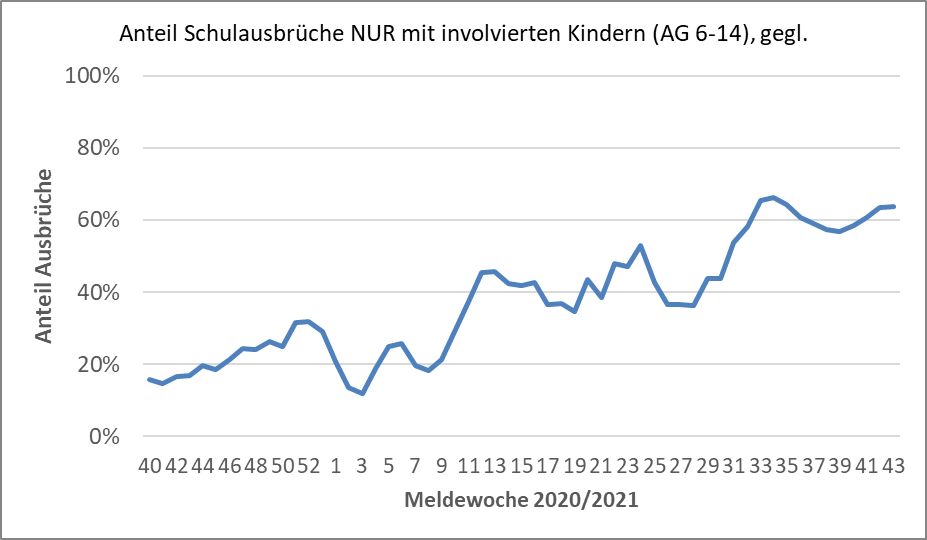 Anteil Schulausbrüche NUR mit involvierten Kindern (AG 6-14), gegl.
100%
80%
60%
40%
20%
0%
Anteil Ausbrüche
40 42 44 46 48 50 52 1 3 5 7 9 11 13 15 17 19 21 23 25 27 29 31 33 35 37 39 41 43
Meldewoche 2020/2021